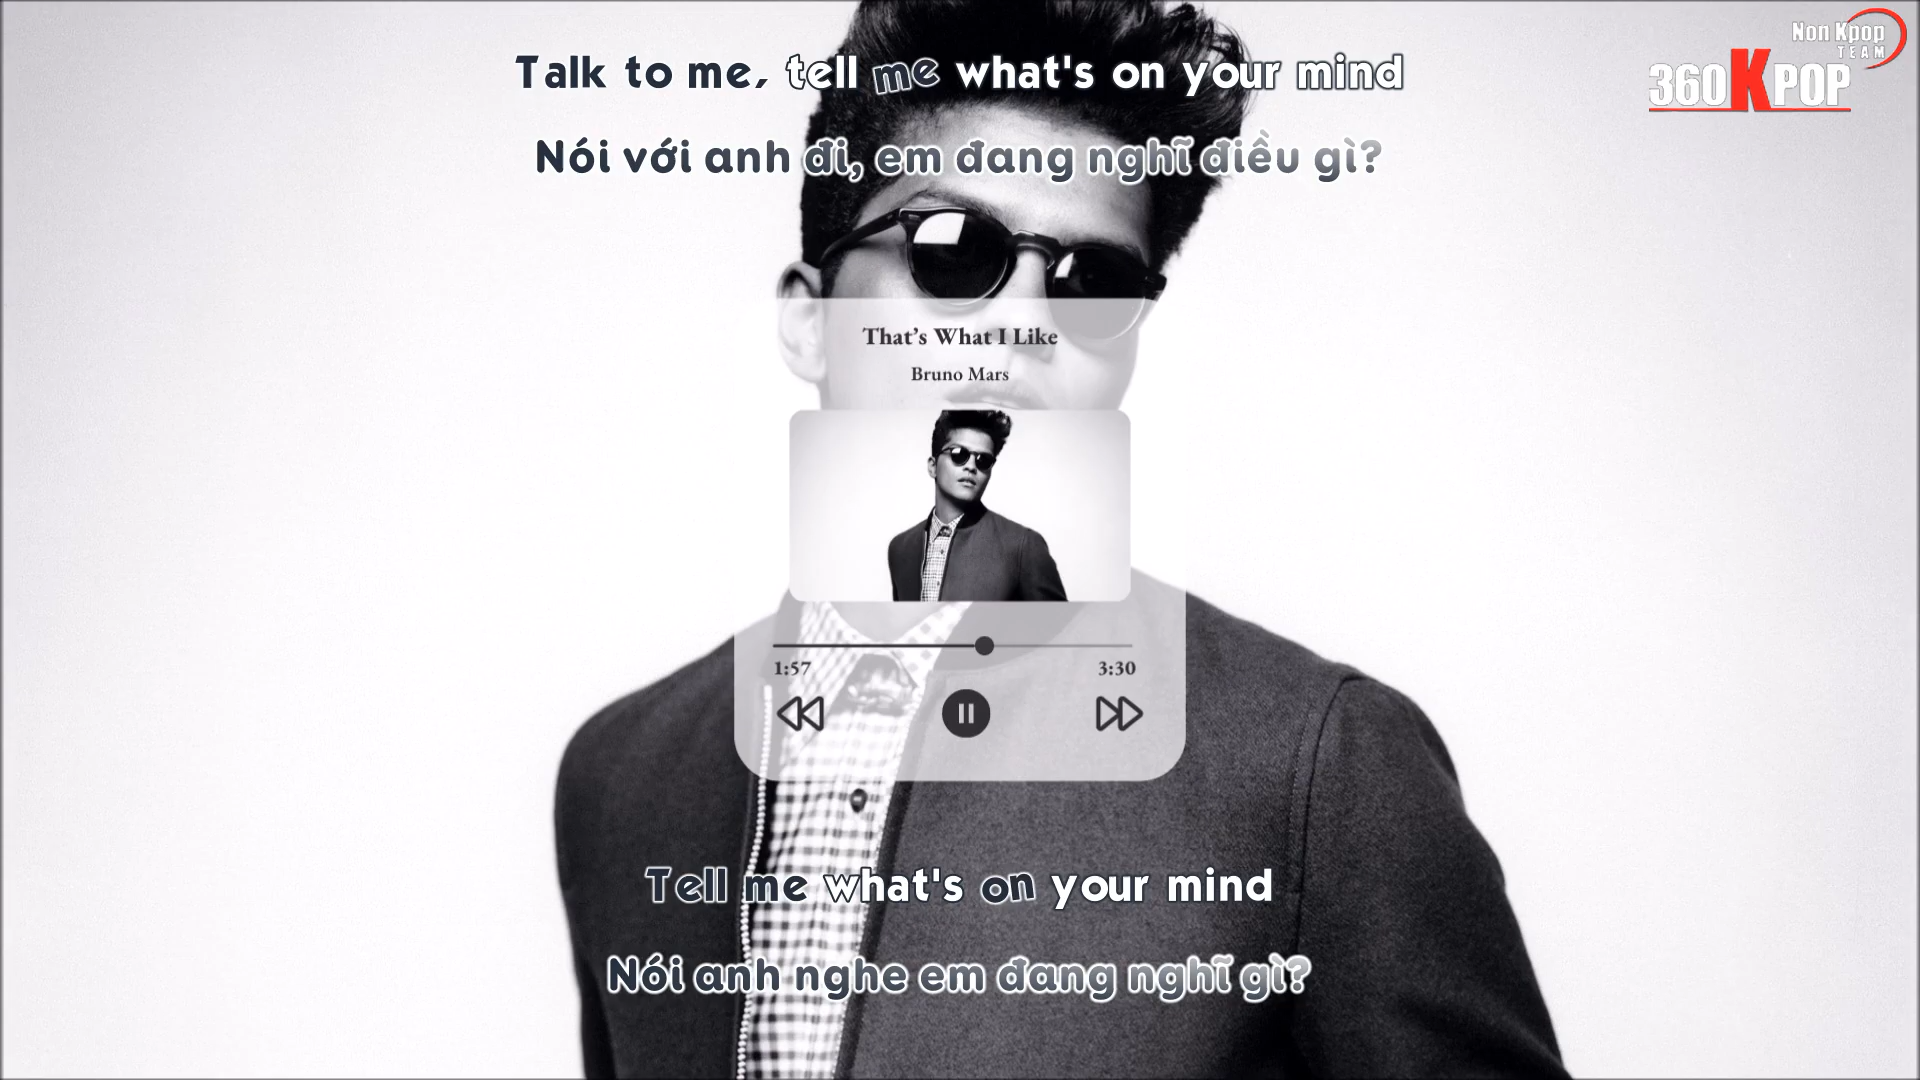 Non Kpop
TEAM
360KPOP
Talk to me, tell me what's on your mind
Nói với anh đi, em đang nghĩ điều gì?
That's What I Like
Bruno Mars
1:57 3:30
Tell me what's on your mind
Nói anh nghe em đang nghĩ gì?